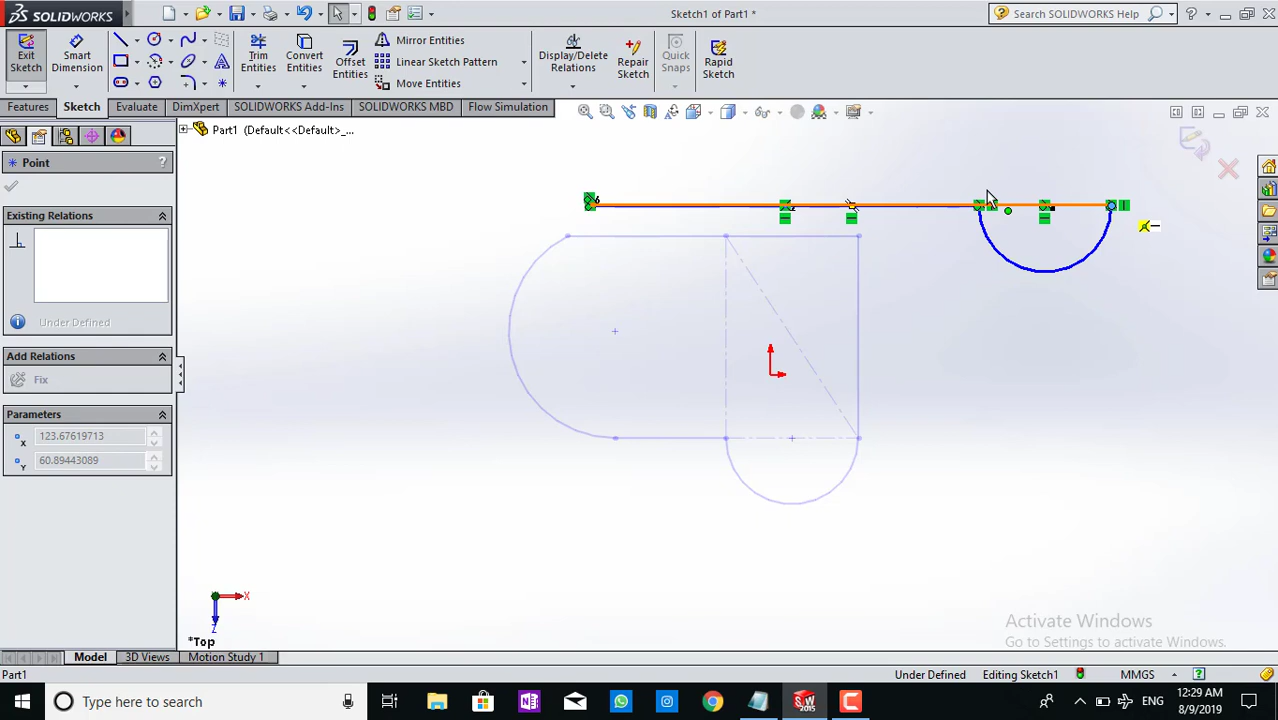 SOLIDWORKS
Sketch1 of Part1 *
Search SOLIDWORKS Help
Exit Sketch
Smart Dimension
Trim Entities
Convert Entities
Offset Entities
Mirror Entities
Linear Sketch Pattern
Move Entities
Display/Delete Relations
Repair Sketch
Quick Snaps
Rapid Sketch
Features
Sketch
Evaluate
DimXpert
SOLIDWORKS Add-Ins
SOLIDWORKS MBD
Flow Simulation
Part1 (Default<<Default>_...
Point
?
Existing Relations
Under Defined
Add Relations
Fix
Parameters
X 123.67619713
Y 60.89443089
X
Z
*Top
Activate Windows
Go to Settings to activate Windows.
Model
3D Views
Motion Study 1
Part1
Under Defined
Editing Sketch1
MMGS
?
Type here to search
ENG
12:29 AM
8/9/2019